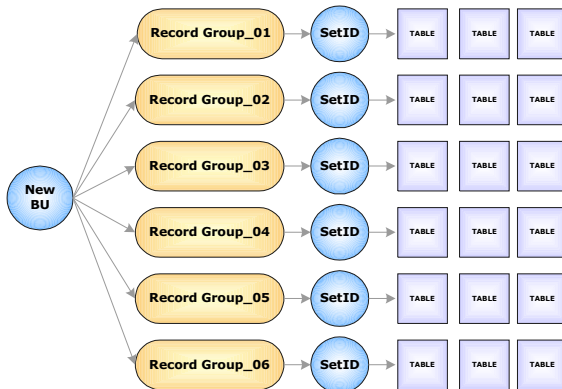 Record Group_01 SetID TABLE TABLE TABLE
Record Group_02 SetID TABLE TABLE TABLE
Record Group_03 SetID TABLE TABLE TABLE
New
BU
Record Group_04 SetID TABLE TABLE TABLE
Record Group_05 SetID TABLE TABLE TABLE
Record Group_06 SetID TABLE TABLE TABLE